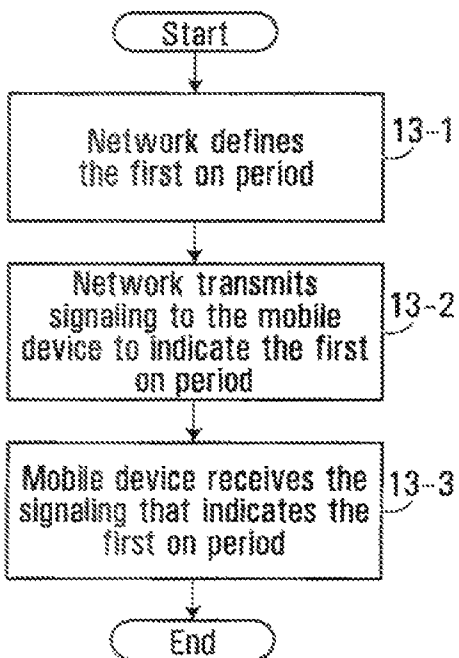 Start
Network defines
the first on period
13-1
Network transmits
signaling to the mobile
device to indicate the first
on period
13-2
Mobile device receives the
signaling that indicates the
first on period
13-3
End